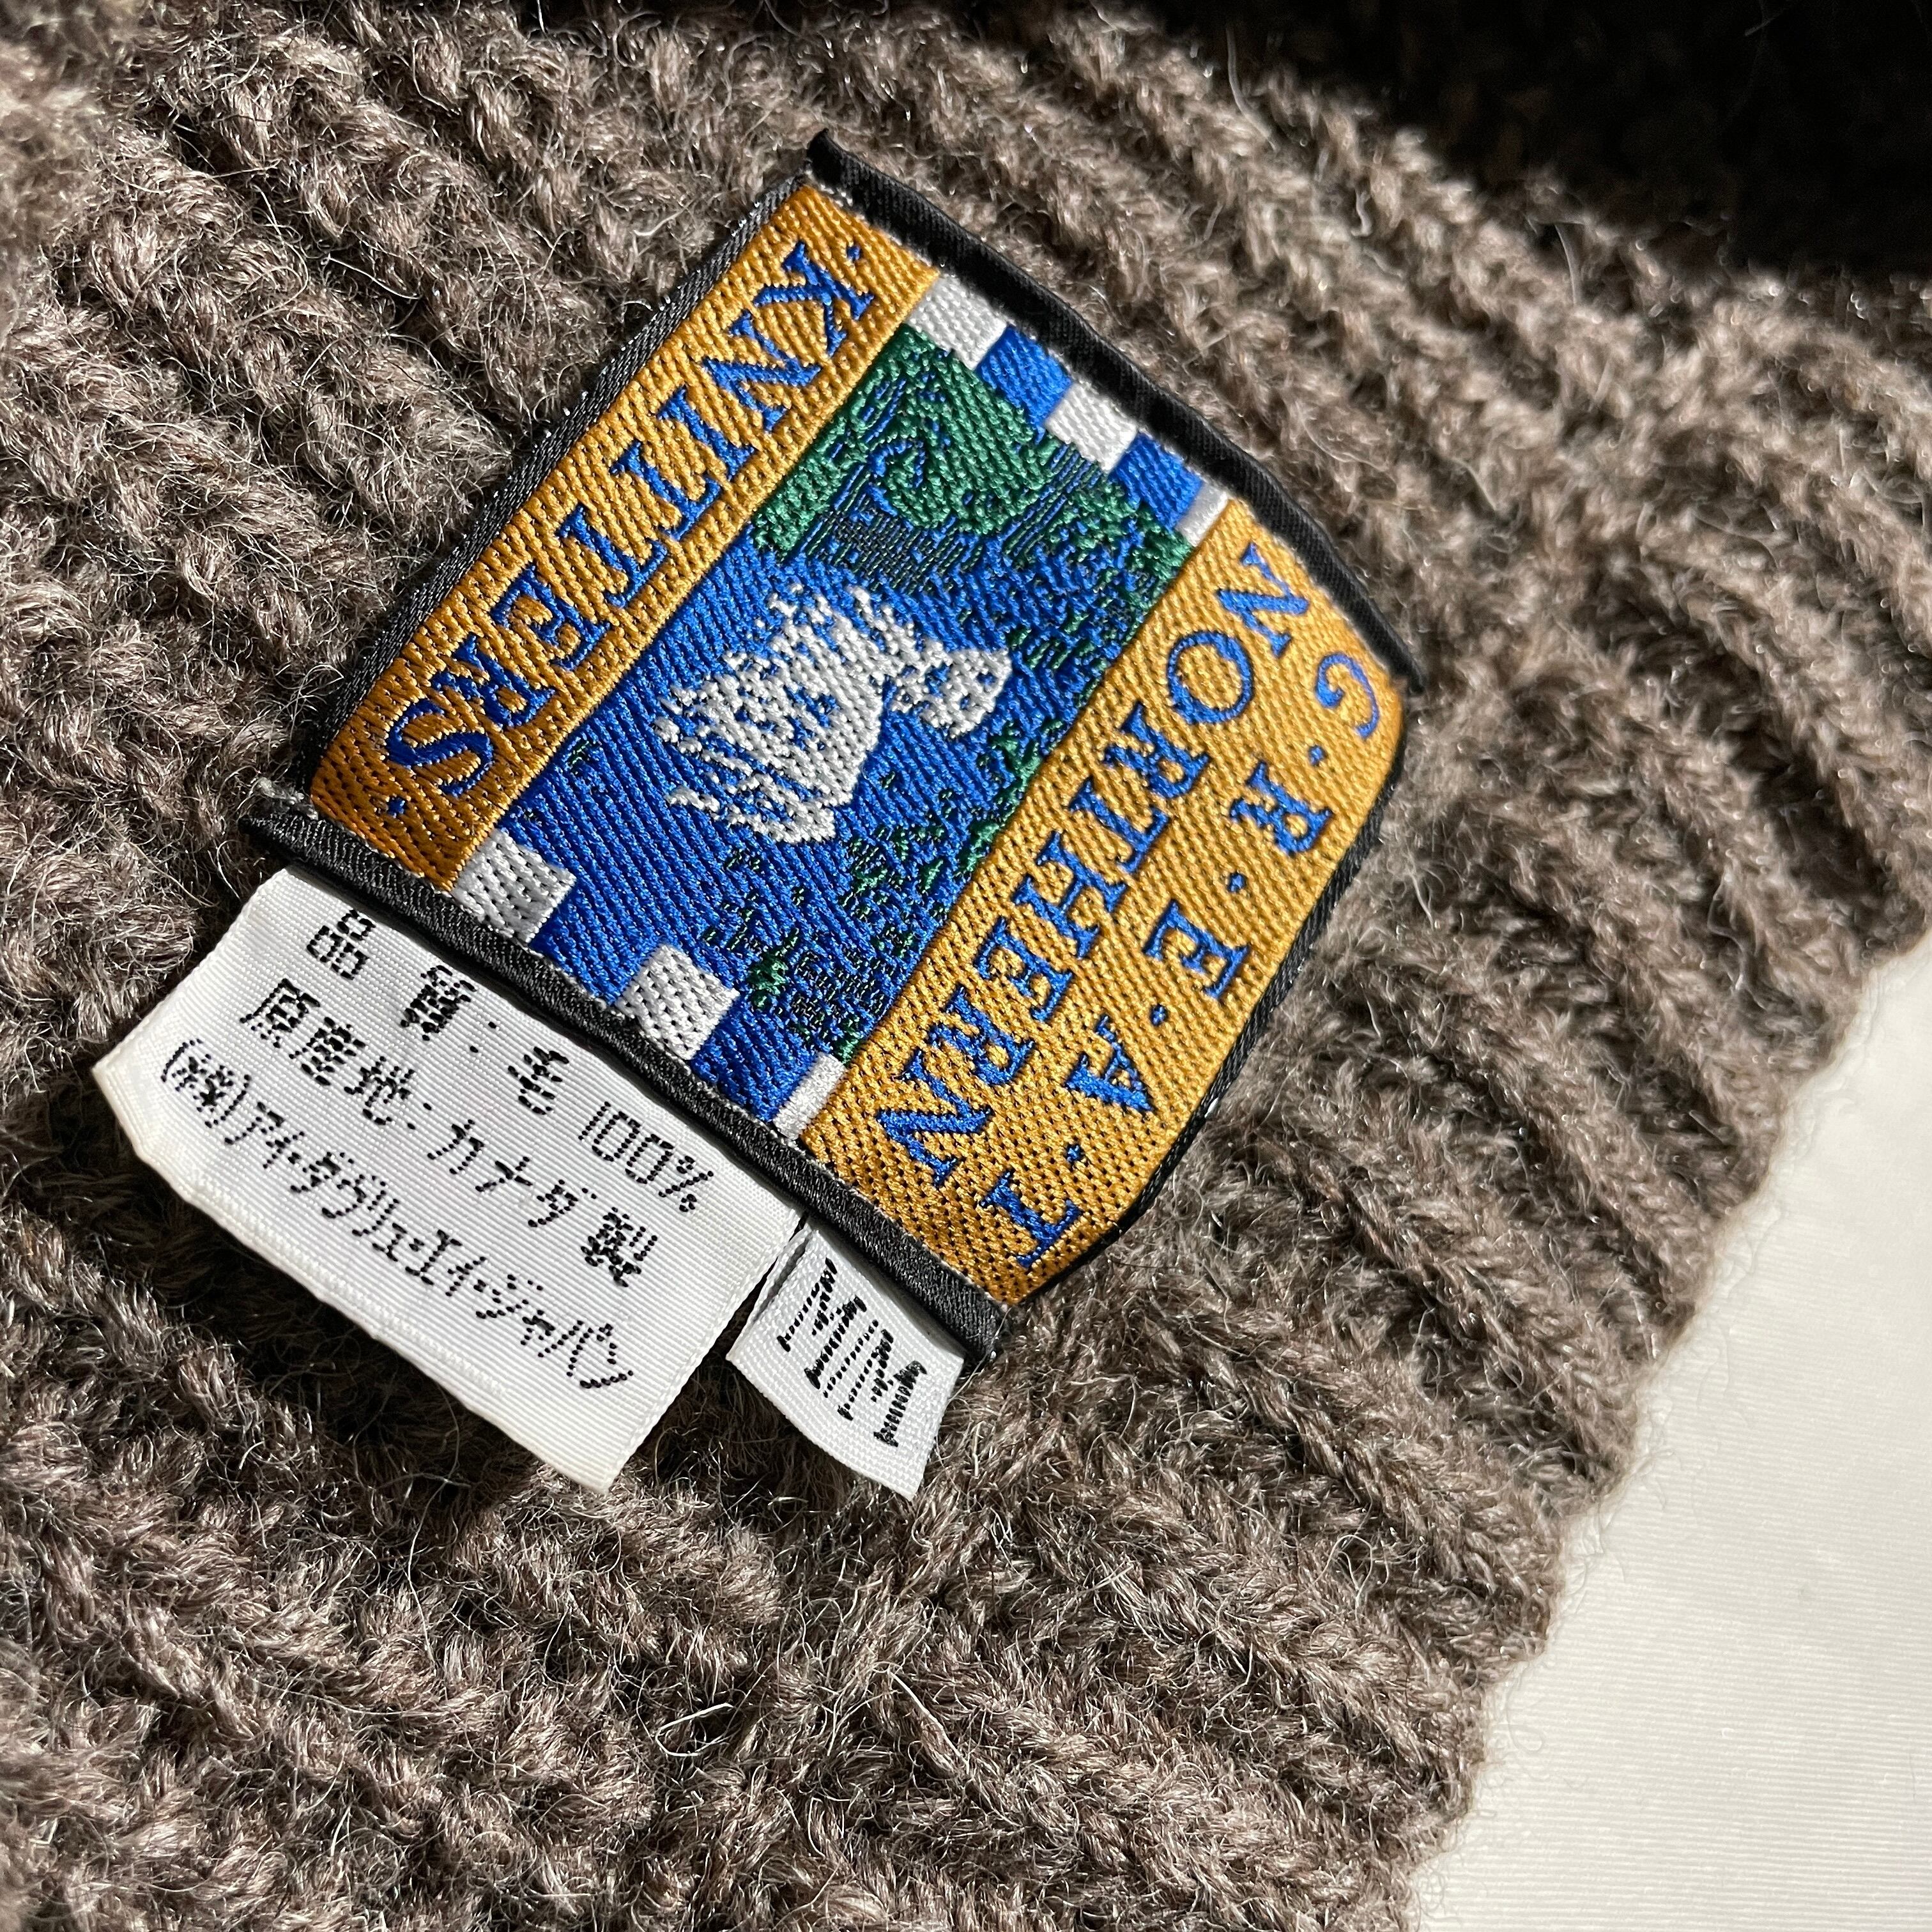 G·R·E·A·T
NORTHERN
·KNITTERS·
品質・毛 100%
原産地・カナダ製
(株)アイ・ダヴリュ・エイ・ジャパン
M/M